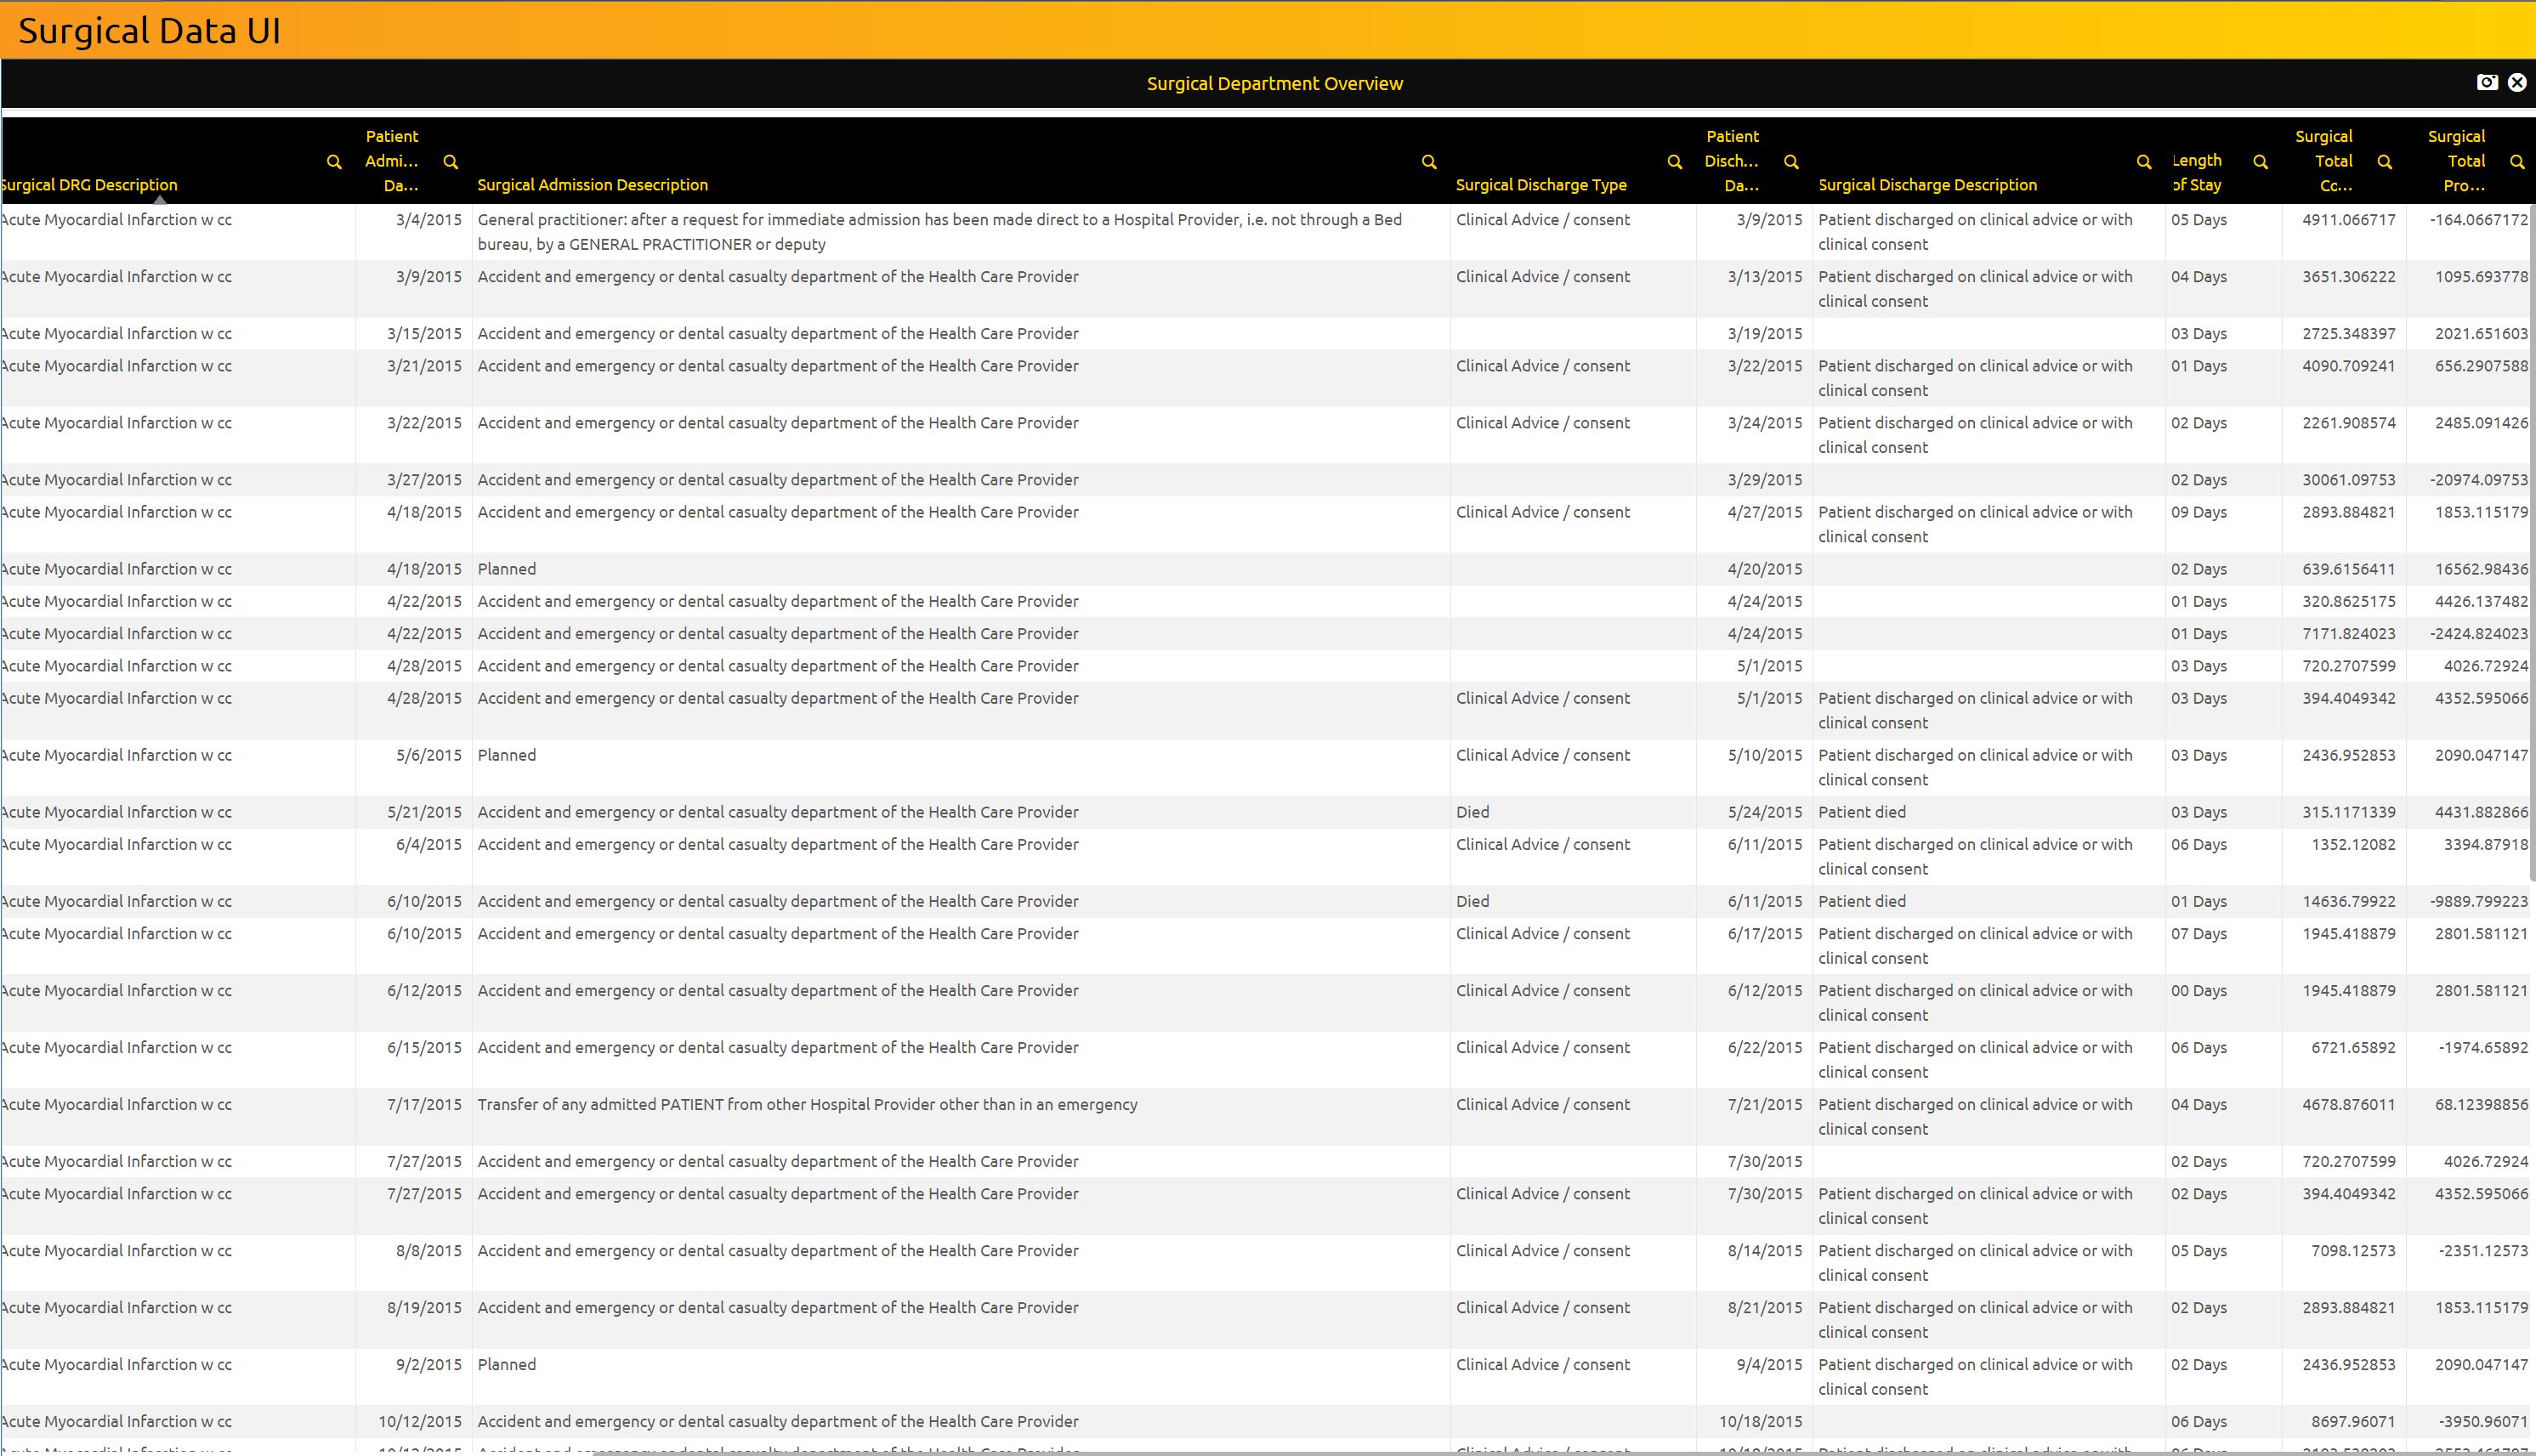 Surgical Data UI
Surgical Department Overview
Surgical DRG Description
Patient
Admi...
Da...
Surgical Admission Desecription
Surgical Discharge Type
Patient
Disch...
Da...
Surgical Discharge Description
Length
of Stay
Surgical
Total
Cc...
Surgical
Total
Pro...
Acute Myocardial Infarction w cc 3/4/2015 General practitioner: after a request for immediate admission has been made direct to a Hospital Provider, i.e. not through a Bed Clinical Advice / consent 3/9/2015 Patient discharged on clinical advice or with 05 Days 4911.066717 -164.0667172
bureau, by a GENERAL PRACTITIONER or deputy clinical consent
Acute Myocardial Infarction w cc 3/9/2015 Accident and emergency or dental casualty department of the Health Care Provider Clinical Advice / consent 3/13/2015 Patient discharged on clinical advice or with 04 Days 3651.306222 1095.693778
clinical consent
Acute Myocardial Infarction w cc 3/15/2015 Accident and emergency or dental casualty department of the Health Care Provider 3/19/2015 03 Days 2725.348397 2021.651603
Acute Myocardial Infarction w cc 3/21/2015 Accident and emergency or dental casualty department of the Health Care Provider Clinical Advice / consent 3/22/2015 Patient discharged on clinical advice or with 01 Days 4090.709241 656.2907588
clinical consent
Acute Myocardial Infarction w cc 3/22/2015 Accident and emergency or dental casualty department of the Health Care Provider Clinical Advice / consent 3/24/2015 Patient discharged on clinical advice or with 02 Days 2261.908574 2485.091426
clinical consent
Acute Myocardial Infarction w cc 3/27/2015 Accident and emergency or dental casualty department of the Health Care Provider 3/29/2015 02 Days 30061.09753 -20974.09753
Acute Myocardial Infarction w cc 4/18/2015 Accident and emergency or dental casualty department of the Health Care Provider Clinical Advice / consent 4/27/2015 Patient discharged on clinical advice or with 09 Days 2893.884821 1853.115179
clinical consent
Acute Myocardial Infarction w cc 4/18/2015 Planned 4/20/2015 02 Days 639.6156411 16562.98436
Acute Myocardial Infarction w cc 4/22/2015 Accident and emergency or dental casualty department of the Health Care Provider 4/24/2015 01 Days 320.8625175 4426.137482
Acute Myocardial Infarction w cc 4/22/2015 Accident and emergency or dental casualty department of the Health Care Provider 4/24/2015 01 Days 7171.824023 -2424.824023
Acute Myocardial Infarction w cc 4/28/2015 Accident and emergency or dental casualty department of the Health Care Provider 5/1/2015 03 Days 720.2707599 4026.72924
Acute Myocardial Infarction w cc 4/28/2015 Accident and emergency or dental casualty department of the Health Care Provider Clinical Advice / consent 5/1/2015 Patient discharged on clinical advice or with 03 Days 394.4049342 4352.595066
clinical consent
Acute Myocardial Infarction w cc 5/6/2015 Planned Clinical Advice / consent 5/10/2015 Patient discharged on clinical advice or with 03 Days 2436.952853 2090.047147
clinical consent
Acute Myocardial Infarction w cc 5/21/2015 Accident and emergency or dental casualty department of the Health Care Provider Died 5/24/2015 Patient died 03 Days 315.1171339 4431.882866
Acute Myocardial Infarction w cc 6/4/2015 Accident and emergency or dental casualty department of the Health Care Provider Clinical Advice / consent 6/11/2015 Patient discharged on clinical advice or with 06 Days 1352.12082 3394.87918
clinical consent
Acute Myocardial Infarction w cc 6/10/2015 Accident and emergency or dental casualty department of the Health Care Provider Died 6/11/2015 Patient died 01 Days 14636.79922 -9889.799223
Acute Myocardial Infarction w cc 6/10/2015 Accident and emergency or dental casualty department of the Health Care Provider Clinical Advice / consent 6/17/2015 Patient discharged on clinical advice or with 07 Days 1945.418879 2801.581121
clinical consent
Acute Myocardial Infarction w cc 6/12/2015 Accident and emergency or dental casualty department of the Health Care Provider Clinical Advice / consent 6/12/2015 Patient discharged on clinical advice or with 00 Days 1945.418879 2801.581121
clinical consent
Acute Myocardial Infarction w cc 6/15/2015 Accident and emergency or dental casualty department of the Health Care Provider Clinical Advice / consent 6/22/2015 Patient discharged on clinical advice or with 06 Days 6721.65892 -1974.65892
clinical consent
Acute Myocardial Infarction w cc 7/17/2015 Transfer of any admitted PATIENT from other Hospital Provider other than in an emergency Clinical Advice / consent 7/21/2015 Patient discharged on clinical advice or with 04 Days 4678.876011 68.12398856
clinical consent
Acute Myocardial Infarction w cc 7/27/2015 Accident and emergency or dental casualty department of the Health Care Provider 7/30/2015 02 Days 720.2707599 4026.72924
Acute Myocardial Infarction w cc 7/27/2015 Accident and emergency or dental casualty department of the Health Care Provider Clinical Advice / consent 7/30/2015 Patient discharged on clinical advice or with 02 Days 394.4049342 4352.595066
clinical consent
Acute Myocardial Infarction w cc 8/8/2015 Accident and emergency or dental casualty department of the Health Care Provider Clinical Advice / consent 8/14/2015 Patient discharged on clinical advice or with 05 Days 7098.12573 -2351.12573
clinical consent
Acute Myocardial Infarction w cc 8/19/2015 Accident and emergency or dental casualty department of the Health Care Provider Clinical Advice / consent 8/21/2015 Patient discharged on clinical advice or with 02 Days 2893.884821 1853.115179
clinical consent
Acute Myocardial Infarction w cc 9/2/2015 Planned Clinical Advice / consent 9/4/2015 Patient discharged on clinical advice or with 02 Days 2436.952853 2090.047147
clinical consent
Acute Myocardial Infarction w cc 10/12/2015 Accident and emergency or dental casualty department of the Health Care Provider 10/18/2015 06 Days 8697.96071 -3950.96071